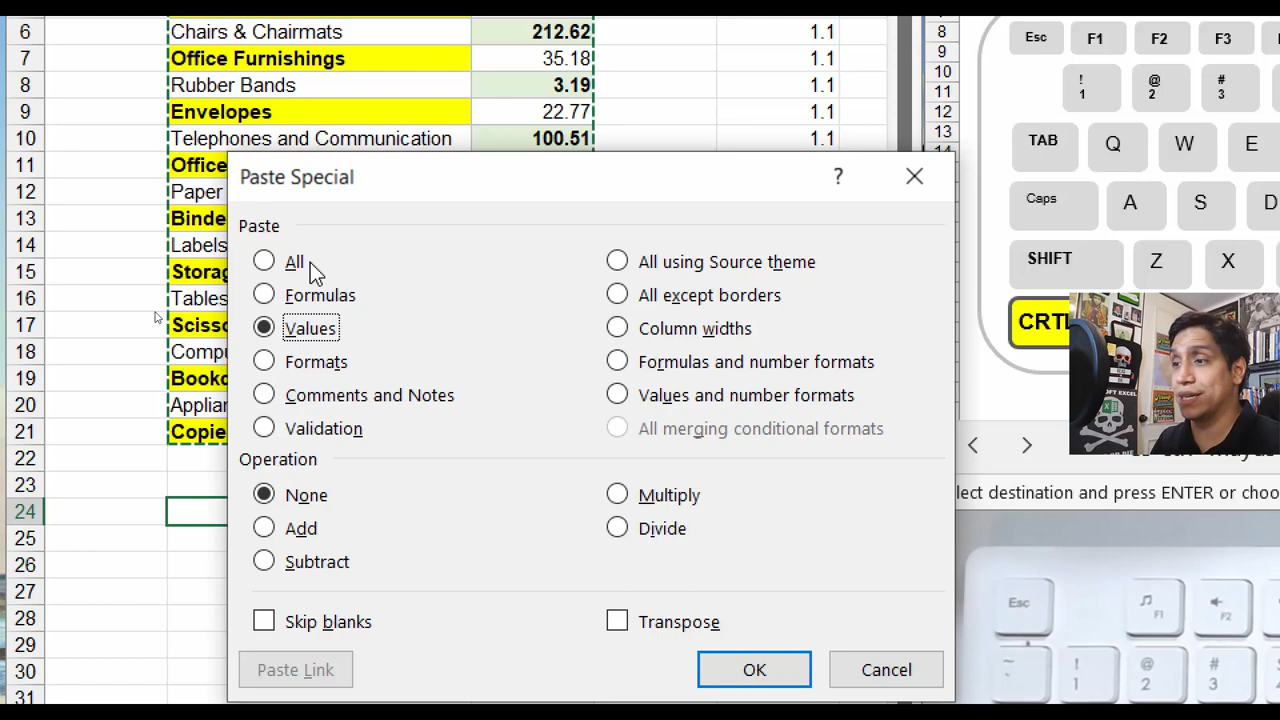 6 Chairs & Chairmats 212.62 1.1
7 Office Furnishings 35.18 1.1
8 Rubber Bands 3.19 1.1
9 Envelopes 22.77 1.1
10 Telephones and Communication 100.51 1.1
11 Office
12 Paper
13 Binde
14 Labels
15 Storag
16 Tables
17 Scisso
18 Compu
19 Bookc
20 Applian
21 Copie
22
23
24
25
26
27
28
29
30
31
Paste Special ? 
Paste
All All using Source theme
Formulas All except borders
Values Column widths
Formats Formulas and number formats
Comments and Notes Values and number formats
Validation All merging conditional formats
Operation
None Multiply
Add Divide
Subtract
Skip blanks Transpose
Paste Link OK Cancel
8
9
10
11
12
13
Esc F1 F2 F3
! 1 @ 2 # 3
TAB Q W E
Caps A S D
SHIFT Z X
CRTL
lect destination and press ENTER or choo
Esc F1 F2
~ ! 1 @ 2 # 3